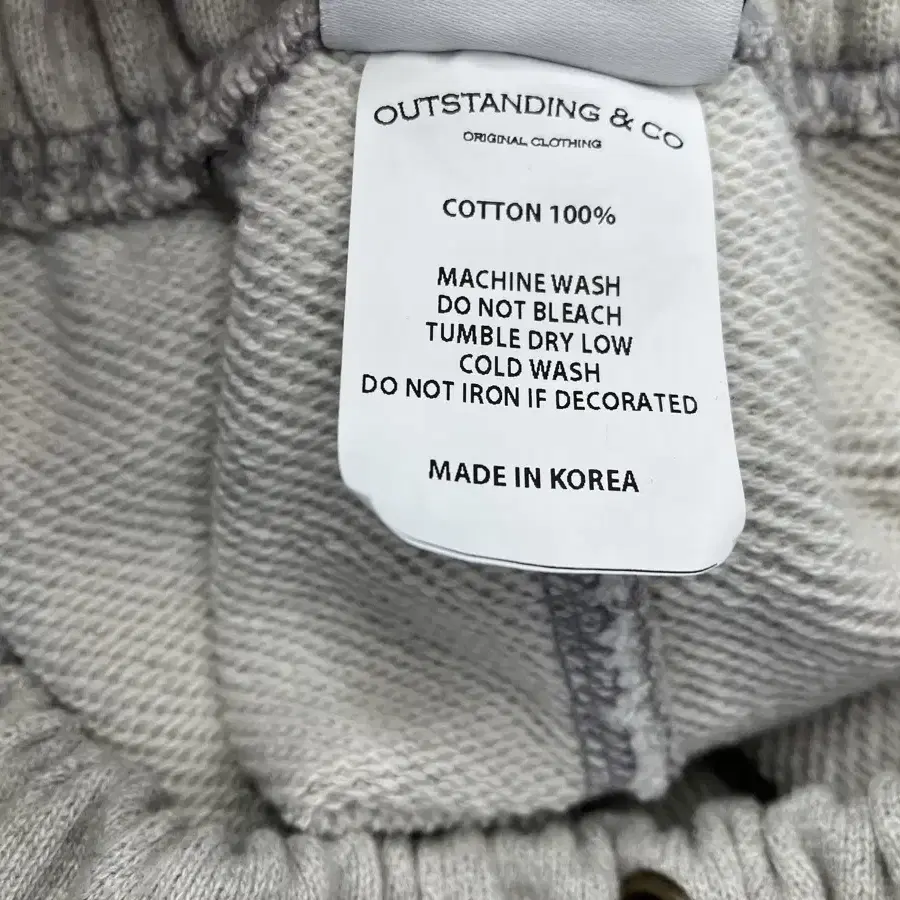 OUTSTANDING & CO
ORIGINAL CLOTHING
COTTON 100%
MACHINE WASH
DO NOT BLEACH
TUMBLE DRY LOW
COLD WASH
DO NOT IRON IF DECORATED
MADE IN KOREA